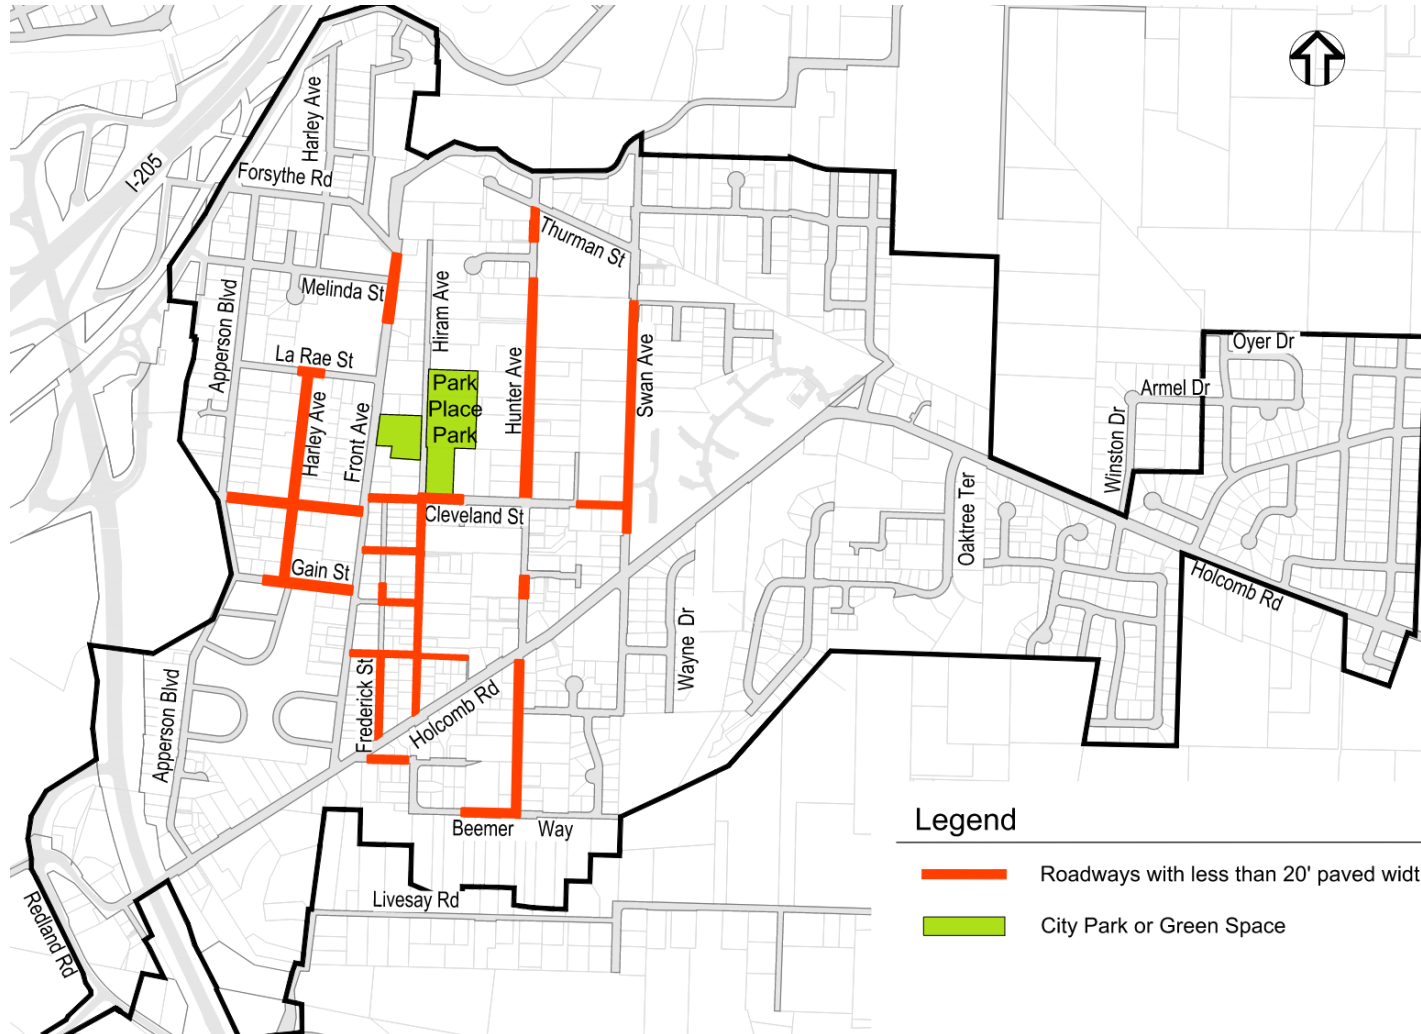 Harley Ave
I-205
Forsythe Rd
Thurman St
Melinda St
Apperson Blvd
Hiram Ave
La Rae St
Harley Ave
Front Ave
Park
Place
Park
Hunter Ave
Swan Ave
Oyer Dr
Armel Dr
Winston Dr
Cleveland St
Oaktree Ter
Gain St
Holcomb Rd
Wayne Dr
Frederick St
Holcomb Rd
Apperson Blvd
Beemer Way
Livesay Rd
Redland Rd
Legend
Roadways with less than 20' paved widt
City Park or Green Space